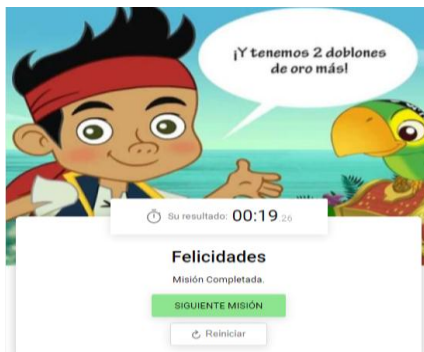 ¡Y tenemos 2 doblones
de oro más!
Su resultado: 00:19.26
Felicidades
Misión Completada.
SIGUIENTE MISIÓN
Reiniciar